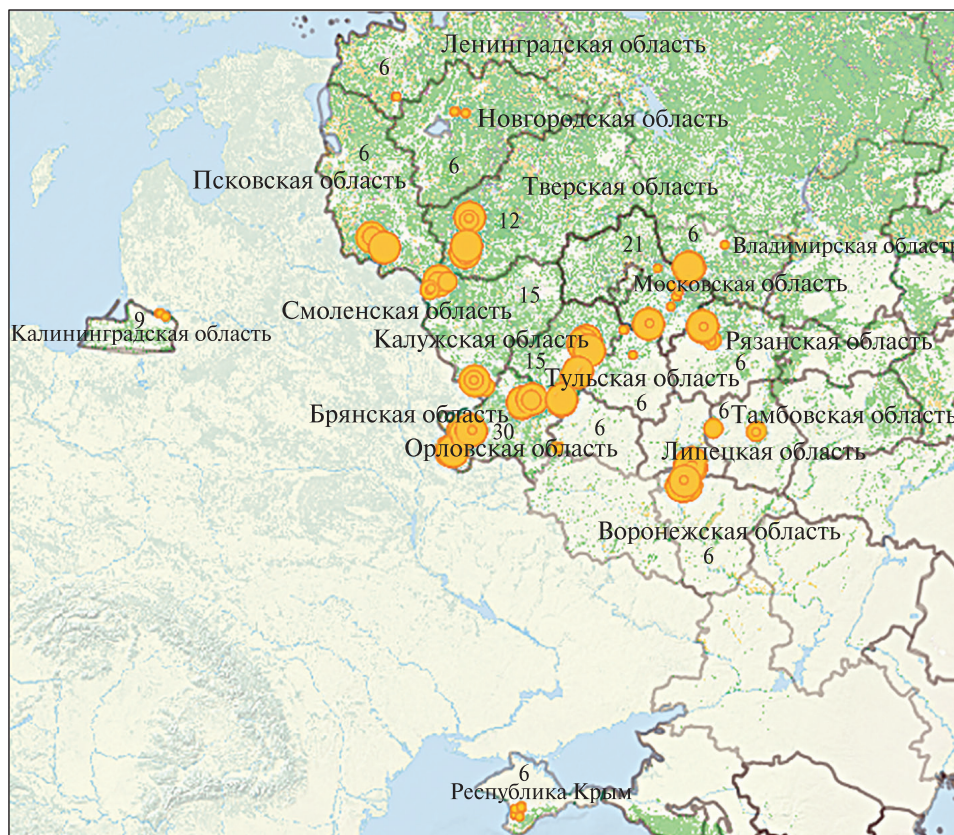 Ленинградская область
6
Новгородская область
6
6
Псковская область
Тверская область
12
21
6
Владимирская область
Московская область
15
Смоленская область
9
Калининградская область
Калужская область
Рязанская область
15
6
Тульская область
6
6
Тамбовская область
Брянская область
30
6
Орловская область
Липецкая область
Воронежская область
6
6
Республика Крым